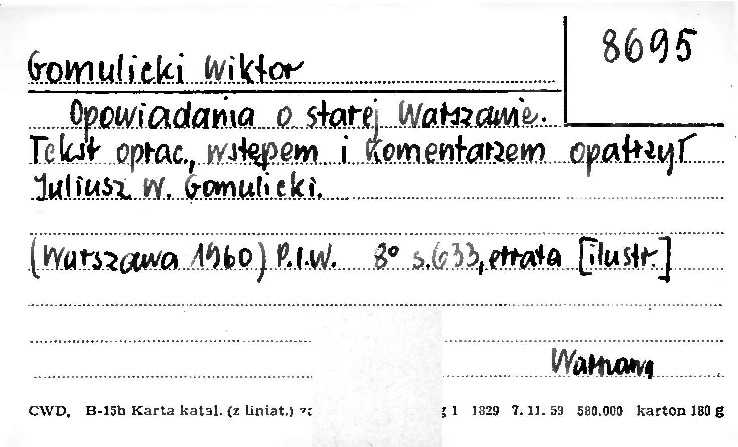 8695
Gomulicki Wiktor
Opowiadania o starej Warszawie.
Tekst oprac., wstępem i komentarzem opatrzył
Juliusz W. Gomulicki.
(Warszawa 1960) P.I.W. 8° s.633, errata [ilustr.]
Warszawa
CWD. B-15b Karta katal. (z liniat.) 1 1829 7.11.59 580.000 karton 180 g